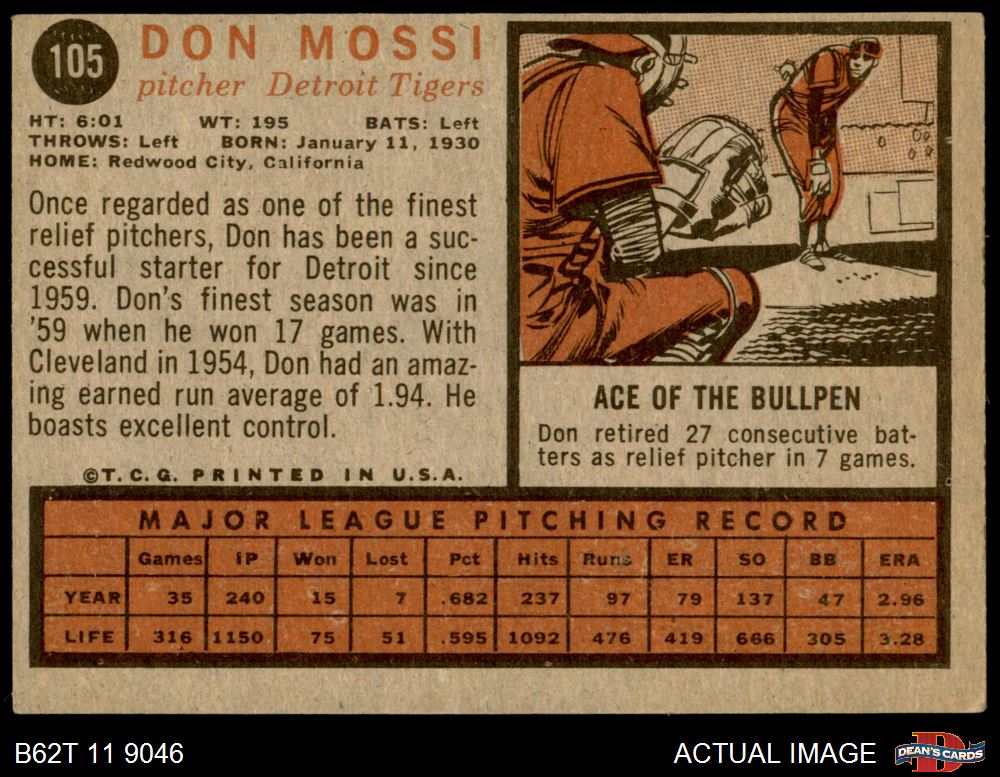 105
DON MOSSI
pitcher Detroit Tigers
HT: 6:01 WT: 195 BATS: Left
THROWS: Left BORN: January 11, 1930
HOME: Redwood City, California
Once regarded as one of the finest
relief pitchers, Don has been a suc-
cessful starter for Detroit since
1959. Don's finest season was in
'59 when he won 17 games. With
Cleveland in 1954, Don had an amaz-
ing earned run average of 1.94. He
boasts excellent control.
©T.C.G. PRINTED IN U.S.A.
ACE OF THE BULLPEN
Don retired 27 consecutive bat-
ters as relief pitcher in 7 games.
MAJOR LEAGUE PITCHING RECORD
Games IP Won Lost Pct Hits Runs ER SO BB ERA
YEAR 35 240 15 7 .682 237 97 79 137 47 2.96
LIFE 316 1150 75 51 .595 1092 476 419 666 305 3.28
B62T 11 9046
ACTUAL IMAGE
DEAN'S CARDS